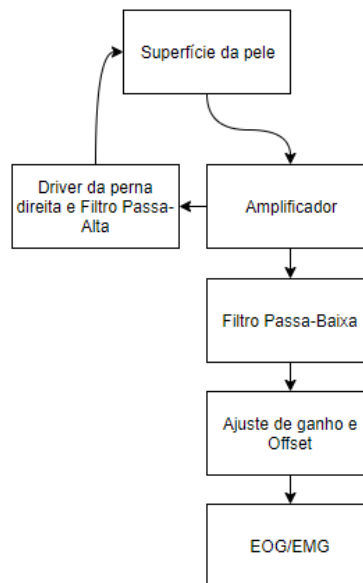 Superfície da pele
Driver da perna
direita e Filtro Passa-
Alta
Amplificador
Filtro Passa-Baixa
Ajuste de ganho e
Offset
EOG/EMG